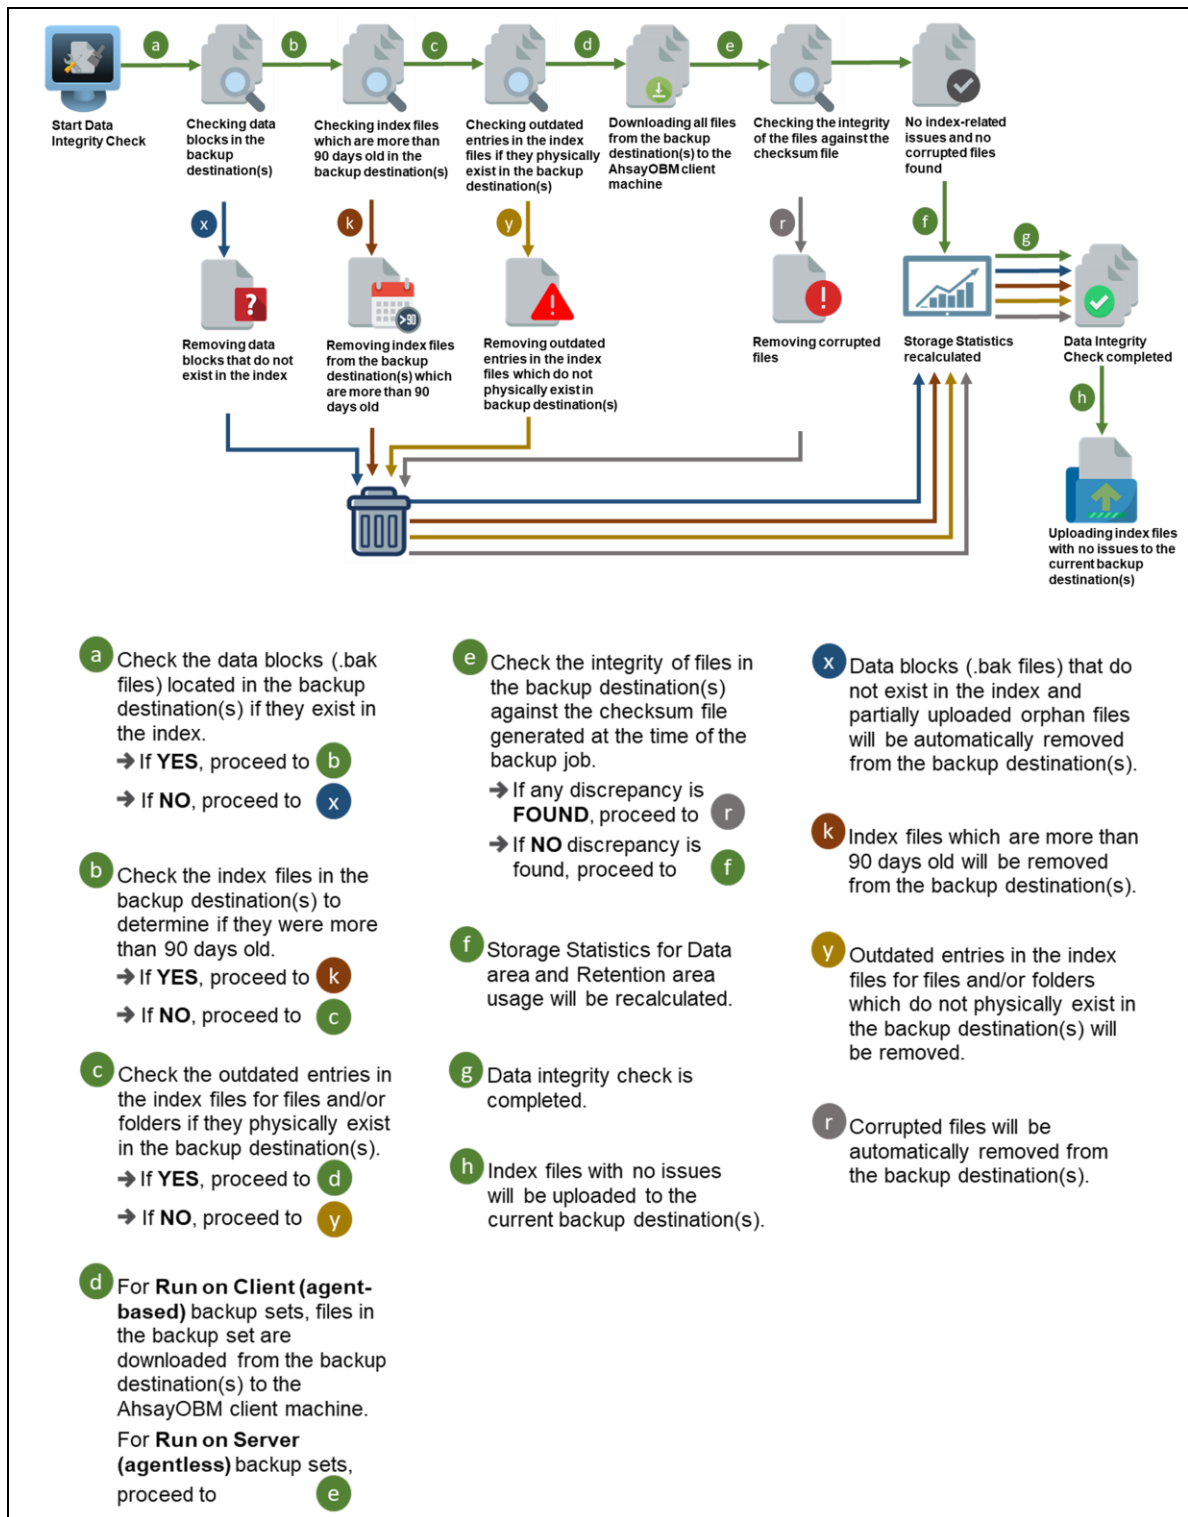 a
b
c
d
e
Start Data
Integrity Check
Checking data
blocks in the
backup
destination(s)
Checking index files
which are more than
90 days old in the
backup destination(s)
Checking outdated
entries in the index
files if they physically
exist in the backup
destination(s)
Downloading all files
from the backup
destination(s) to the
AhsayOBM client
machine
Checking the integrity
of the files against the
checksum file
No index-related
issues and no
corrupted files
found
x
k
y
r
f
g
?
>90
!
!
Removing data
blocks that do not
exist in the index
Removing index files
from the backup
destination(s) which
are more than 90
days old
Removing outdated
entries in the index
files which do not
physically exist in
backup destination(s)
Removing corrupted
files
Storage Statistics
recalculated
Data Integrity
Check completed
h
Uploading index files
with no issues to the
current backup
destination(s)
a Check the data blocks (.bak
files) located in the backup
destination(s) if they exist in
the index.
➔ If YES, proceed to b
➔ If NO, proceed to x
b Check the index files in the
backup destination(s) to
determine if they were more
than 90 days old.
➔ If YES, proceed to k
➔ If NO, proceed to c
c Check the outdated entries in
the index files for files and/or
folders if they physically exist
in the backup destination(s).
➔ If YES, proceed to d
➔ If NO, proceed to y
d For Run on Client (agent-
based) backup sets, files in
the backup set are
downloaded from the backup
destination(s) to the
AhsayOBM client machine.
For Run on Server
(agentless) backup sets,
proceed to e
e Check the integrity of files in
the backup destination(s)
against the checksum file
generated at the time of the
backup job.
➔ If any discrepancy is
FOUND, proceed to r
➔ If NO discrepancy is
found, proceed to f
f Storage Statistics for Data
area and Retention area
usage will be recalculated.
g Data integrity check is
completed.
h Index files with no issues
will be uploaded to the
current backup destination(s).
x Data blocks (.bak files) that do
not exist in the index and
partially uploaded orphan files
will be automatically removed
from the backup destination(s).
k Index files which are more than
90 days old will be removed
from the backup destination(s).
y Outdated entries in the index
files for files and/or folders
which do not physically exist in
the backup destination(s) will
be removed.
r Corrupted files will be
automatically removed from
the backup destination(s).